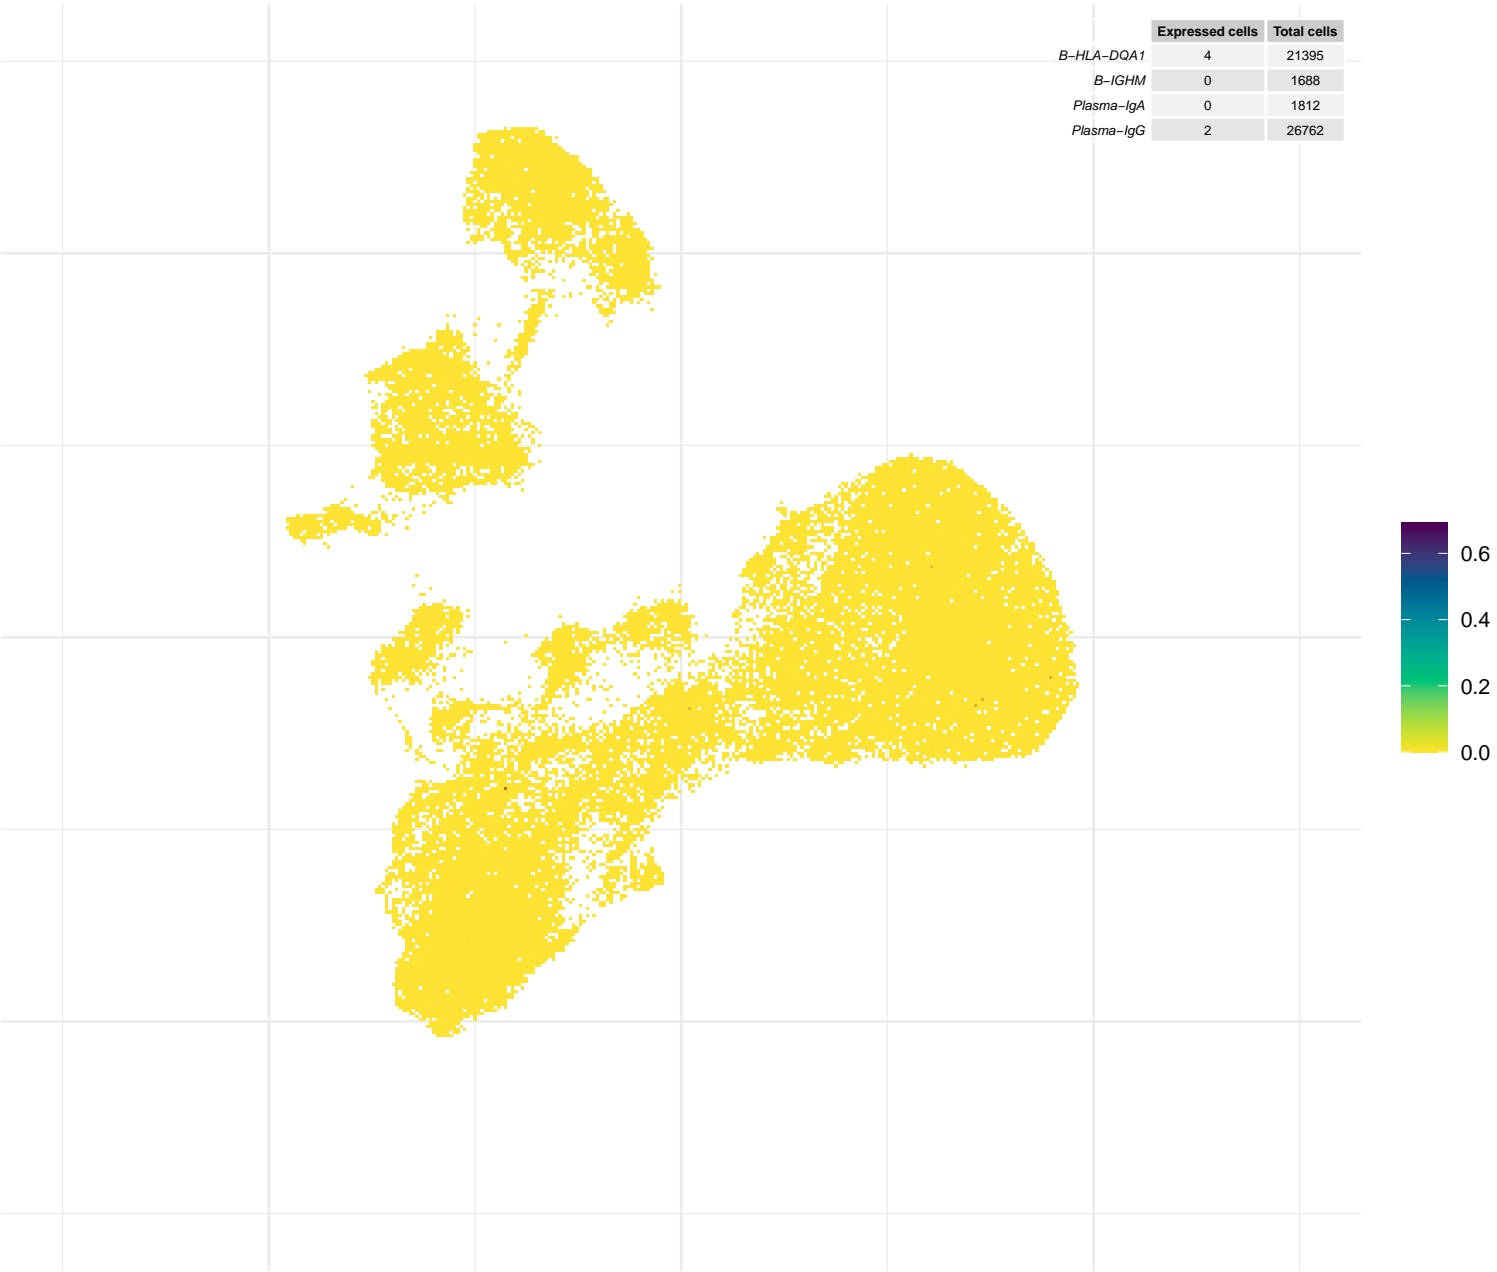 Expressed cells Total cells
B–HLA–DQA1 4 21395
B–IGHM 0 1688
Plasma–IgA 0 1812
Plasma–IgG 2 26762
0.6
0.4
0.2
0.0